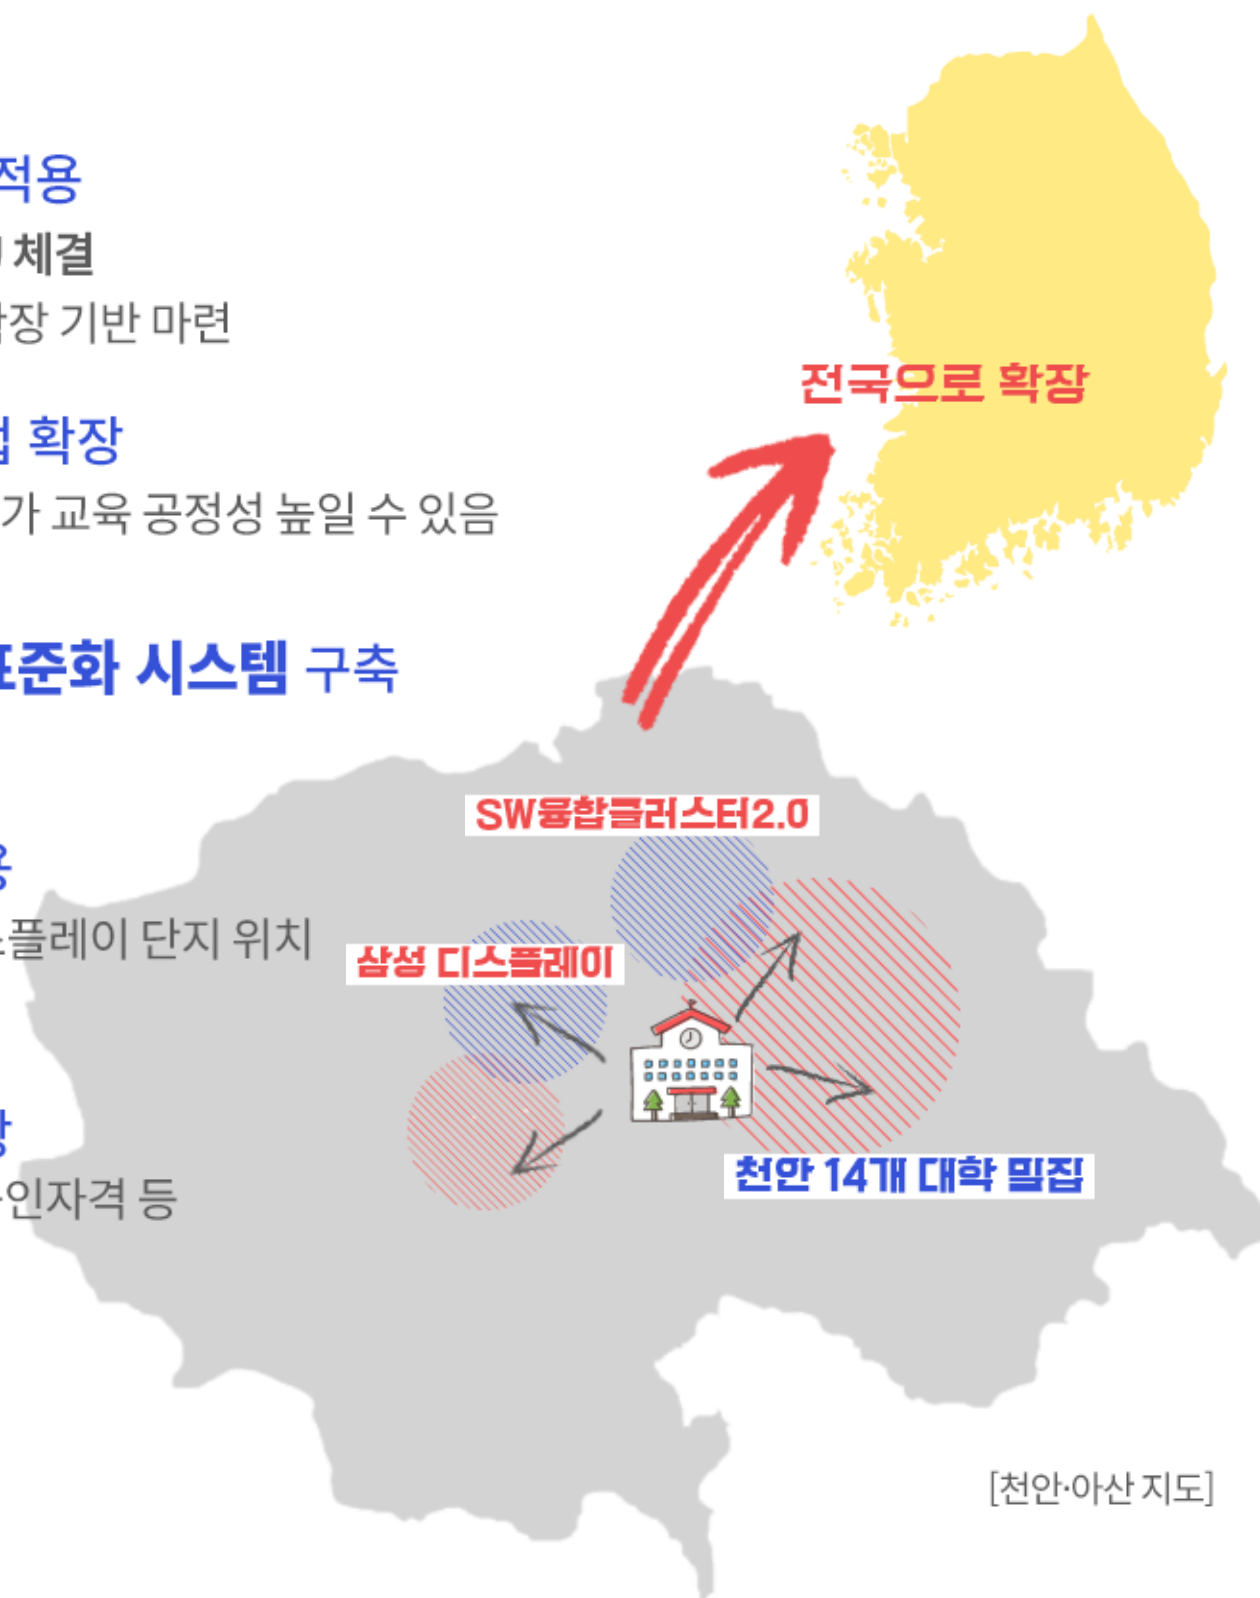 적용
체결
확장 기반 마련
전국으로 확장
확장
가 교육 공정성 높일 수 있음
표준화 시스템 구축
SW융합클러스터2.0
용
스플레이 단지 위치
삼성 디스플레이
인자격 등
천안 14개 대학 밀집
[천안·아산 지도]